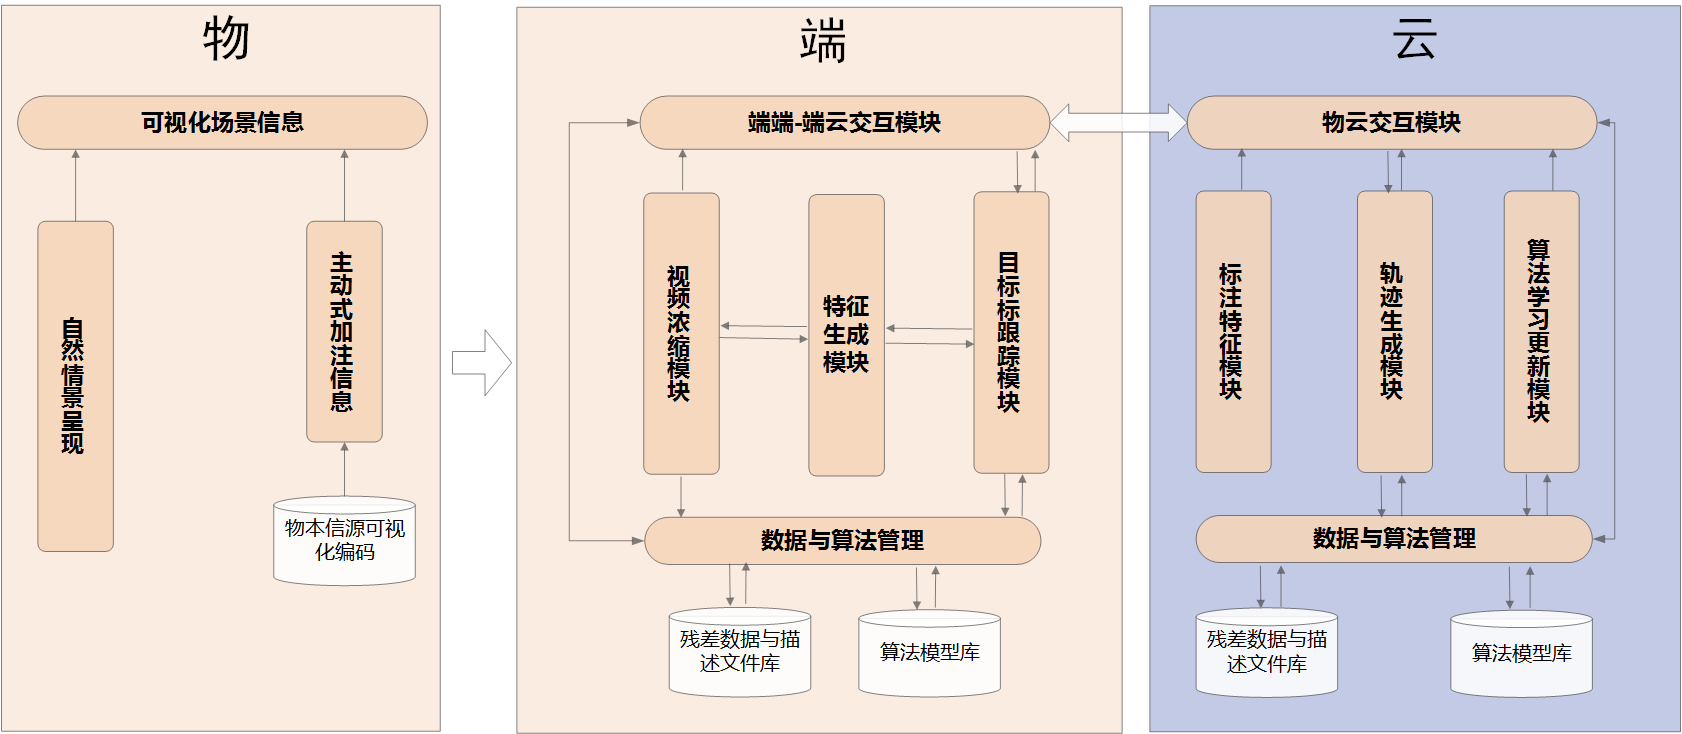 物
可视化场景信息
自然情景呈现
主动式加注信息
物本信源可视
化编码
端
端端-端云交互模块
视频浓缩模块
特征
生成
模块
目标标跟踪模块
数据与算法管理
残差数据与描
述文件库
算法模型库
云
物云交互模块
标注特征模块
轨迹生成模块
算法学习更新模块
数据与算法管理
残差数据与描
述文件库
算法模型库